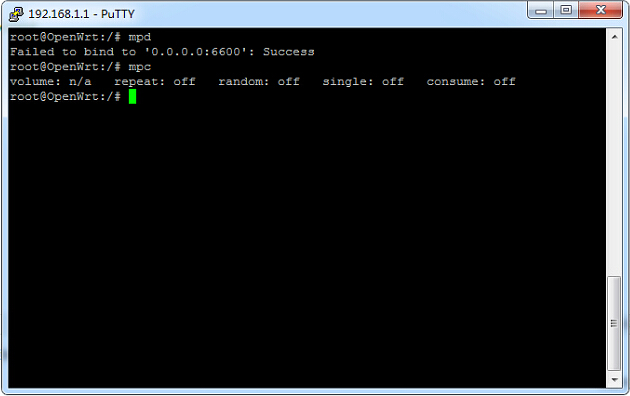 192.168.1.1 - PuTTY
root@OpenWrt:/# mpd
Failed to bind to '0.0.0.0:6600': Success
root@OpenWrt:/# mpc
volume: n/a   repeat: off   random: off   single: off   consume: off
root@OpenWrt:/#